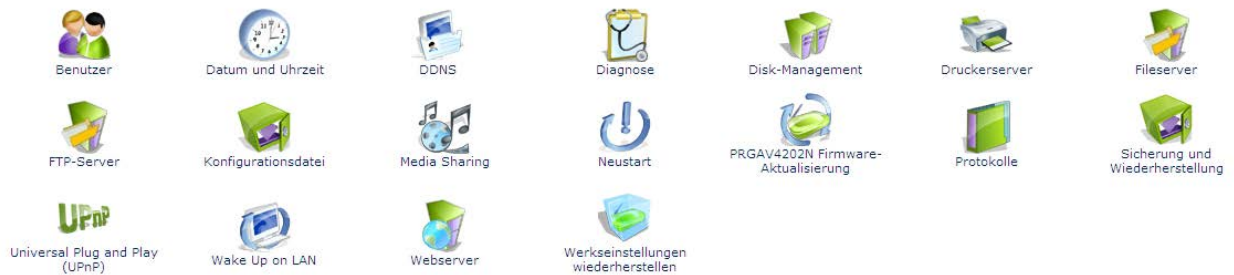 Benutzer
Datum und Uhrzeit
DDNS
Diagnose
Disk-Management
Druckerserver
Fileserver
FTP-Server
Konfigurationsdatei
Media Sharing
Neustart
PRGAV4202N Firmware-
Aktualisierung
Protokolle
Sicherung und
Wiederherstellung
UPnP
Universal Plug and Play
(UPnP)
Wake Up on LAN
Webserver
Werkseinstellungen
wiederherstellen